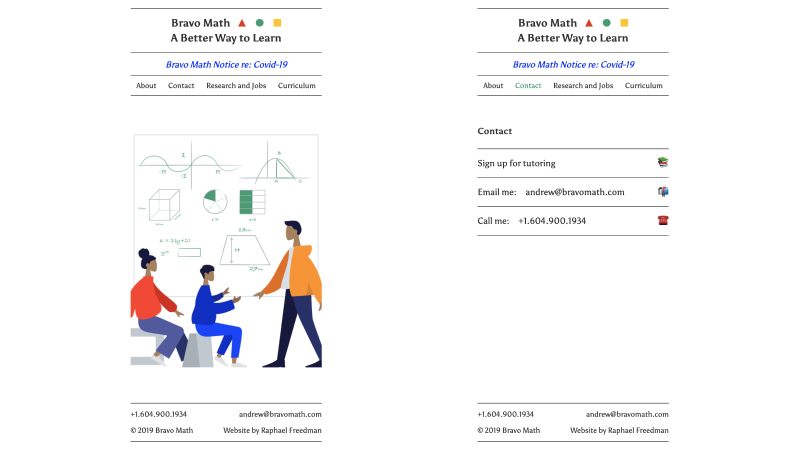 Bravo Math
A Better Way to Learn
Bravo Math Notice re: Covid-19
About Contact Research and Jobs Curriculum
1
-1
B
A
C
+1.604.900.1934 andrew@bravomath.com
© 2019 Bravo Math Website by Raphael Freedman
Bravo Math
A Better Way to Learn
Bravo Math Notice re: Covid-19
About Contact Research and Jobs Curriculum
Contact
Sign up for tutoring
Email me: andrew@bravomath.com
Call me: +1.604.900.1934
+1.604.900.1934 andrew@bravomath.com
© 2019 Bravo Math Website by Raphael Freedman